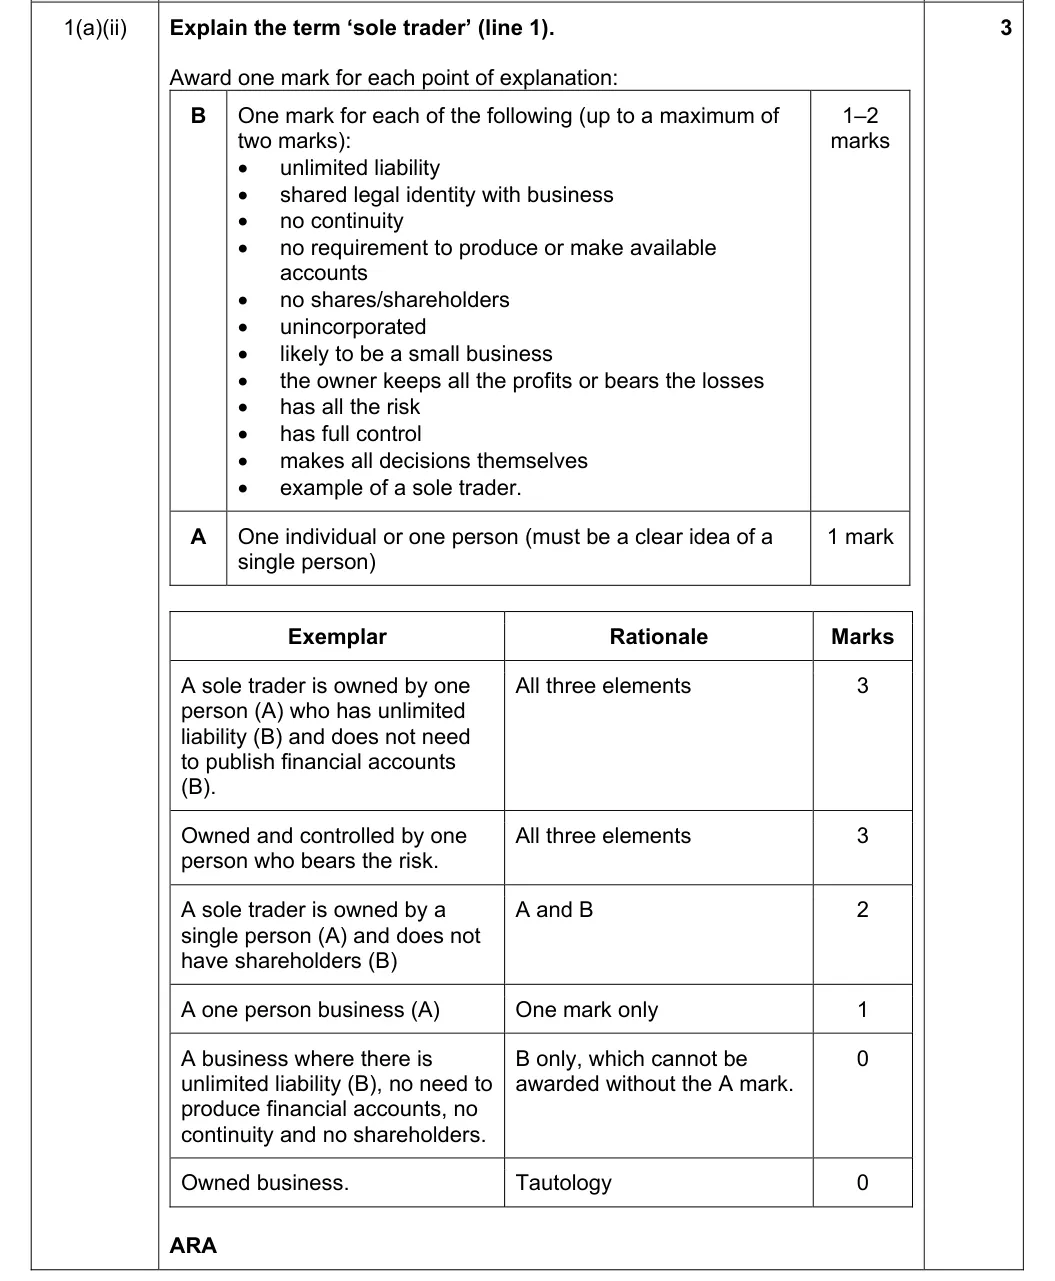 1(a)(ii) Explain the term ‘sole trader’ (line 1). 3
Award one mark for each point of explanation:
B One mark for each of the following (up to a maximum of 1–2
two marks): marks
• unlimited liability
• shared legal identity with business
• no continuity
• no requirement to produce or make available
accounts
• no shares/shareholders
• unincorporated
• likely to be a small business
• the owner keeps all the profits or bears the losses
• has all the risk
• has full control
• makes all decisions themselves
• example of a sole trader.
A One individual or one person (must be a clear idea of a 1 mark
single person)
Exemplar Rationale Marks
A sole trader is owned by one All three elements 3
person (A) who has unlimited
liability (B) and does not need
to publish financial accounts
(B).
Owned and controlled by one All three elements 3
person who bears the risk.
A sole trader is owned by a A and B 2
single person (A) and does not
have shareholders (B)
A one person business (A) One mark only 1
A business where there is B only, which cannot be 0
unlimited liability (B), no need to awarded without the A mark.
produce financial accounts, no
continuity and no shareholders.
Owned business. Tautology 0
ARA